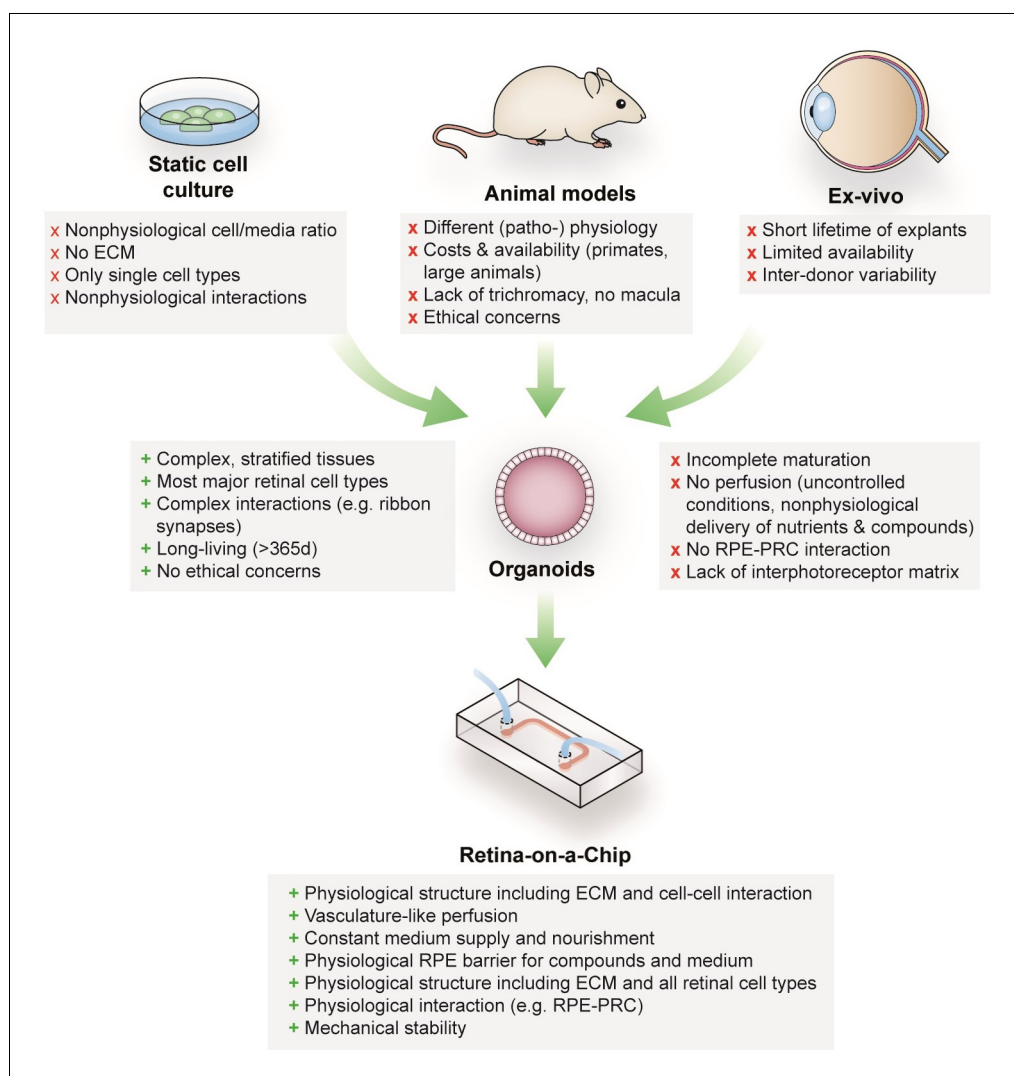 Static cell
culture
x Nonphysiological cell/media ratio
x No ECM
x Only single cell types
x Nonphysiological interactions
Animal models
x Different (patho-) physiology
x Costs & availability (primates,
large animals)
x Lack of trichromacy, no macula
x Ethical concerns
Ex-vivo
x Short lifetime of explants
x Limited availability
x Inter-donor variability
+ Complex, stratified tissues
+ Most major retinal cell types
+ Complex interactions (e.g. ribbon
synapses)
+ Long-living (>365d)
+ No ethical concerns
Organoids
x Incomplete maturation
x No perfusion (uncontrolled
conditions, nonphysiological
delivery of nutrients & compounds)
x No RPE-PRC interaction
x Lack of interphotoreceptor matrix
Retina-on-a-Chip
+ Physiological structure including ECM and cell-cell interaction
+ Vasculature-like perfusion
+ Constant medium supply and nourishment
+ Physiological RPE barrier for compounds and medium
+ Physiological structure including ECM and all retinal cell types
+ Physiological interaction (e.g. RPE-PRC)
+ Mechanical stability